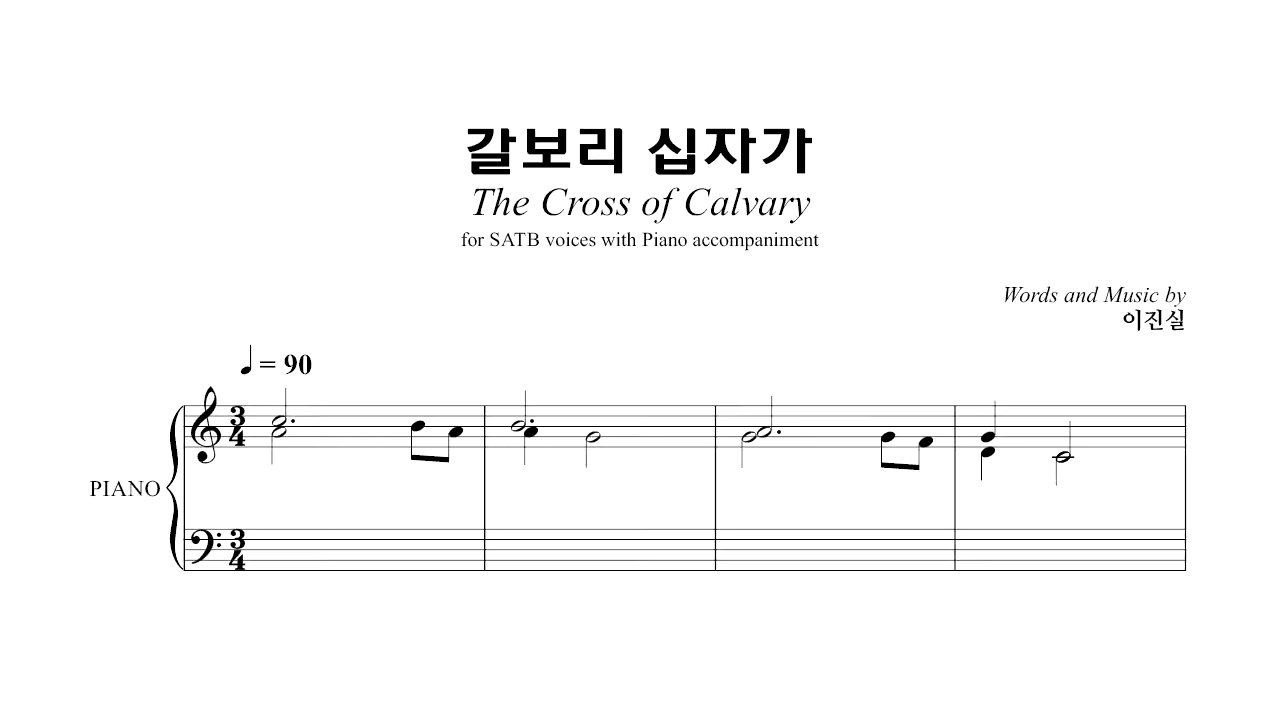 갈보리 십자가
The Cross of Calvary
for SATB voices with Piano accompaniment
Words and Music by
이진실
♩ = 90
3
4
PIANO
3
4